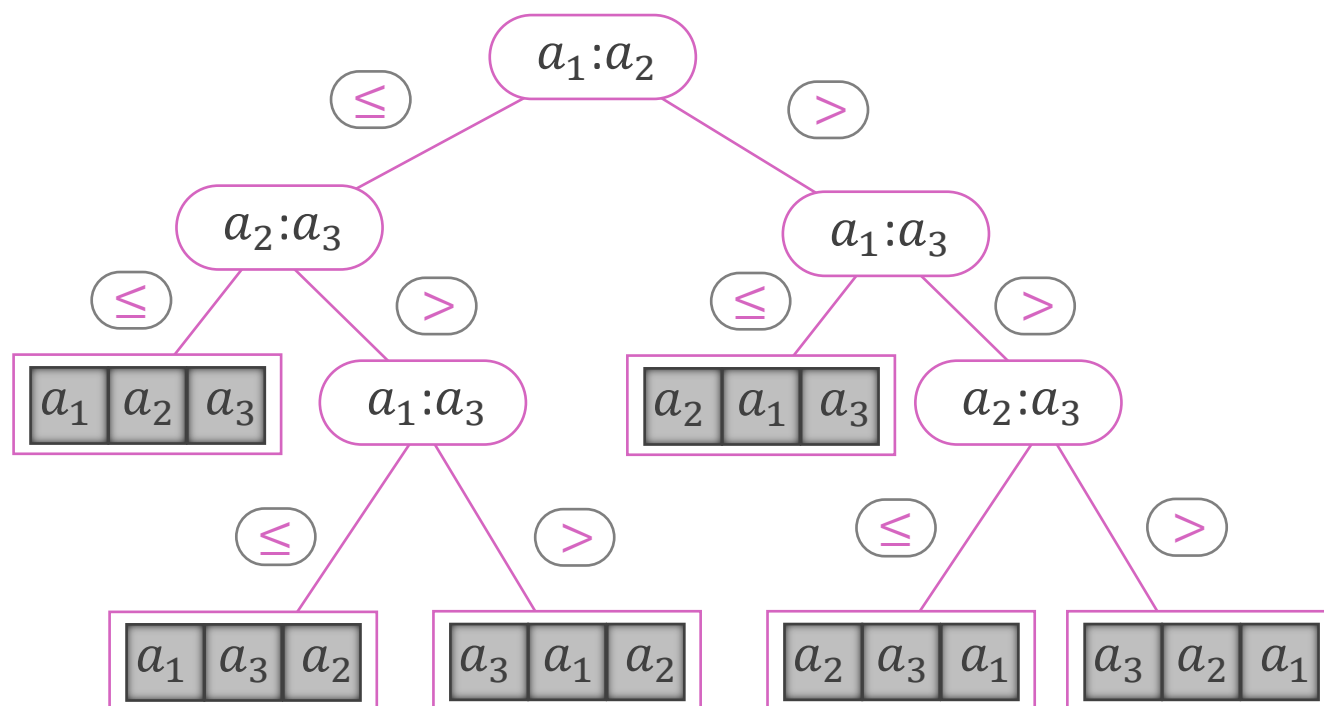 a₁:a₂
≤ >
a₂:a₃ a₁:a₃
≤ > ≤ >
a₁ a₂ a₃ a₁:a₃ a₂ a₁ a₃ a₂:a₃
≤ > ≤ >
a₁ a₃ a₂ a₃ a₁ a₂ a₂ a₃ a₁ a₃ a₂ a₁